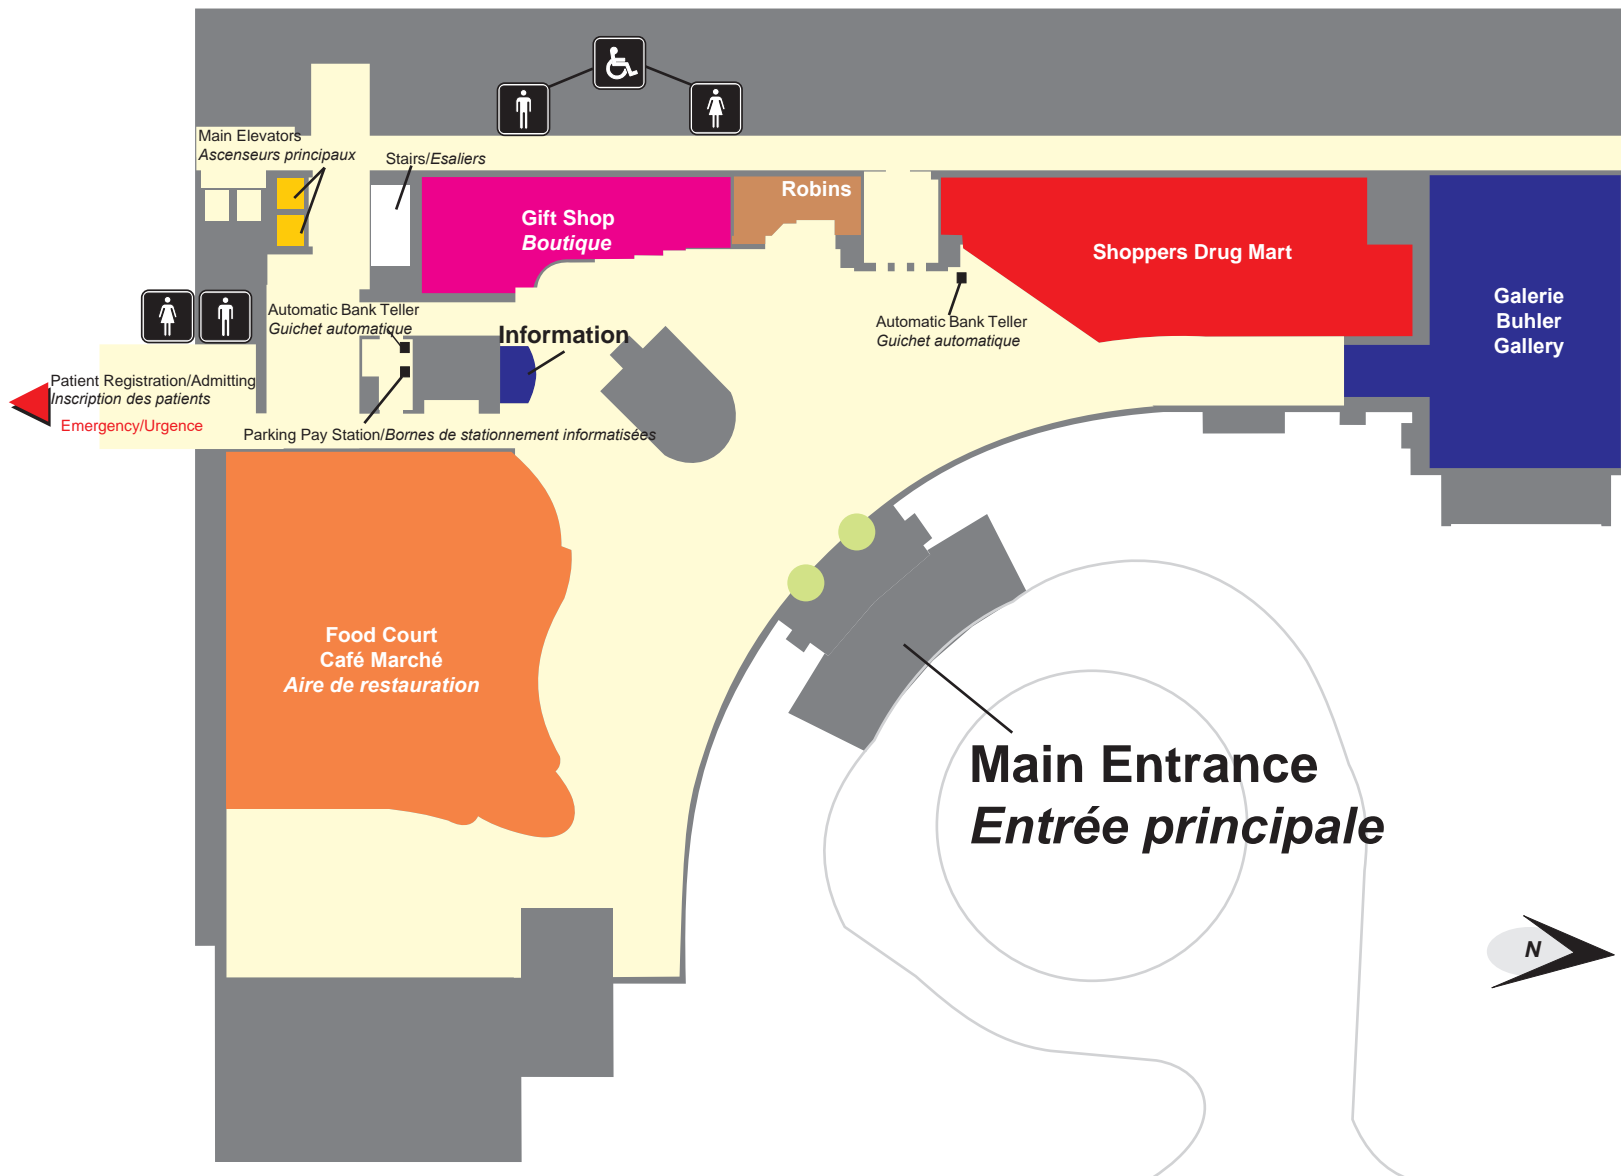 Main Elevators
Ascenseurs principaux
Stairs/Esaliers
Gift Shop
Boutique
Robins
Shoppers Drug Mart
Galerie
Buhler
Gallery
Automatic Bank Teller
Guichet automatique
Information
Automatic Bank Teller
Guichet automatique
Patient Registration/Admitting
Inscription des patients
Emergency/Urgence
Parking Pay Station/Bornes de stationnement informatisées
Food Court
Café Marché
Aire de restauration
Main Entrance
Entrée principale
N